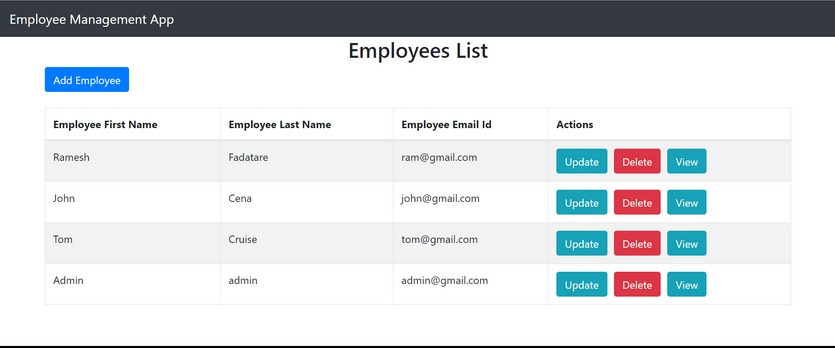 Employee Management App
Employees List
Add Employee
Employee First Name Employee Last Name Employee Email Id Actions
Ramesh Fadatare ram@gmail.com Update Delete View
John Cena john@gmail.com Update Delete View
Tom Cruise tom@gmail.com Update Delete View
Admin admin admin@gmail.com Update Delete View